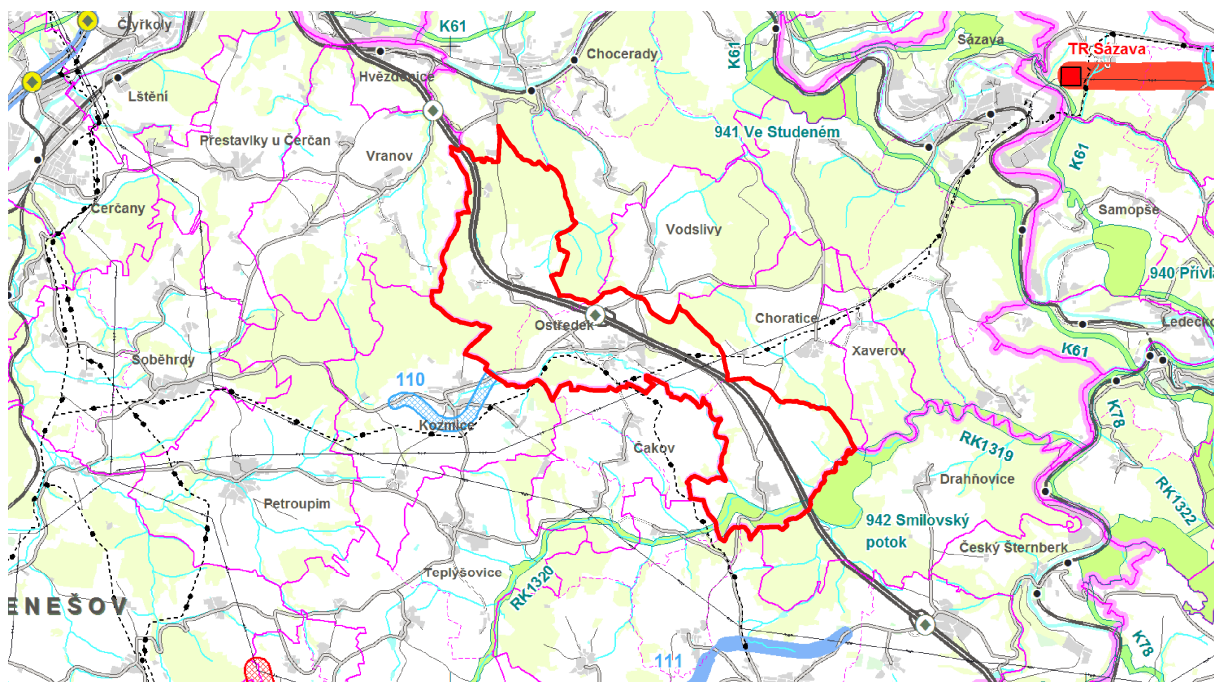 Čtyřkoly
K61
Chocerady
Sázava
TR Sázava
Hvězdonice
K61
Lštění
941 Ve Studeném
Přestavlky u Čerčan
Vranov
K61
Čerčany
Samopše
Vodslivy
940 Přívla
Ostředek
Choratice
Ledečko
Xaverov
K61
Soběhrdy
110
K78
Kozmice
RK1319
Čakov
Drahňovice
RK1322
Petroupim
942 Smilovský
potok
Český Šternberk
Teplýšovice
RK1320
ENEŠOV
K78
111